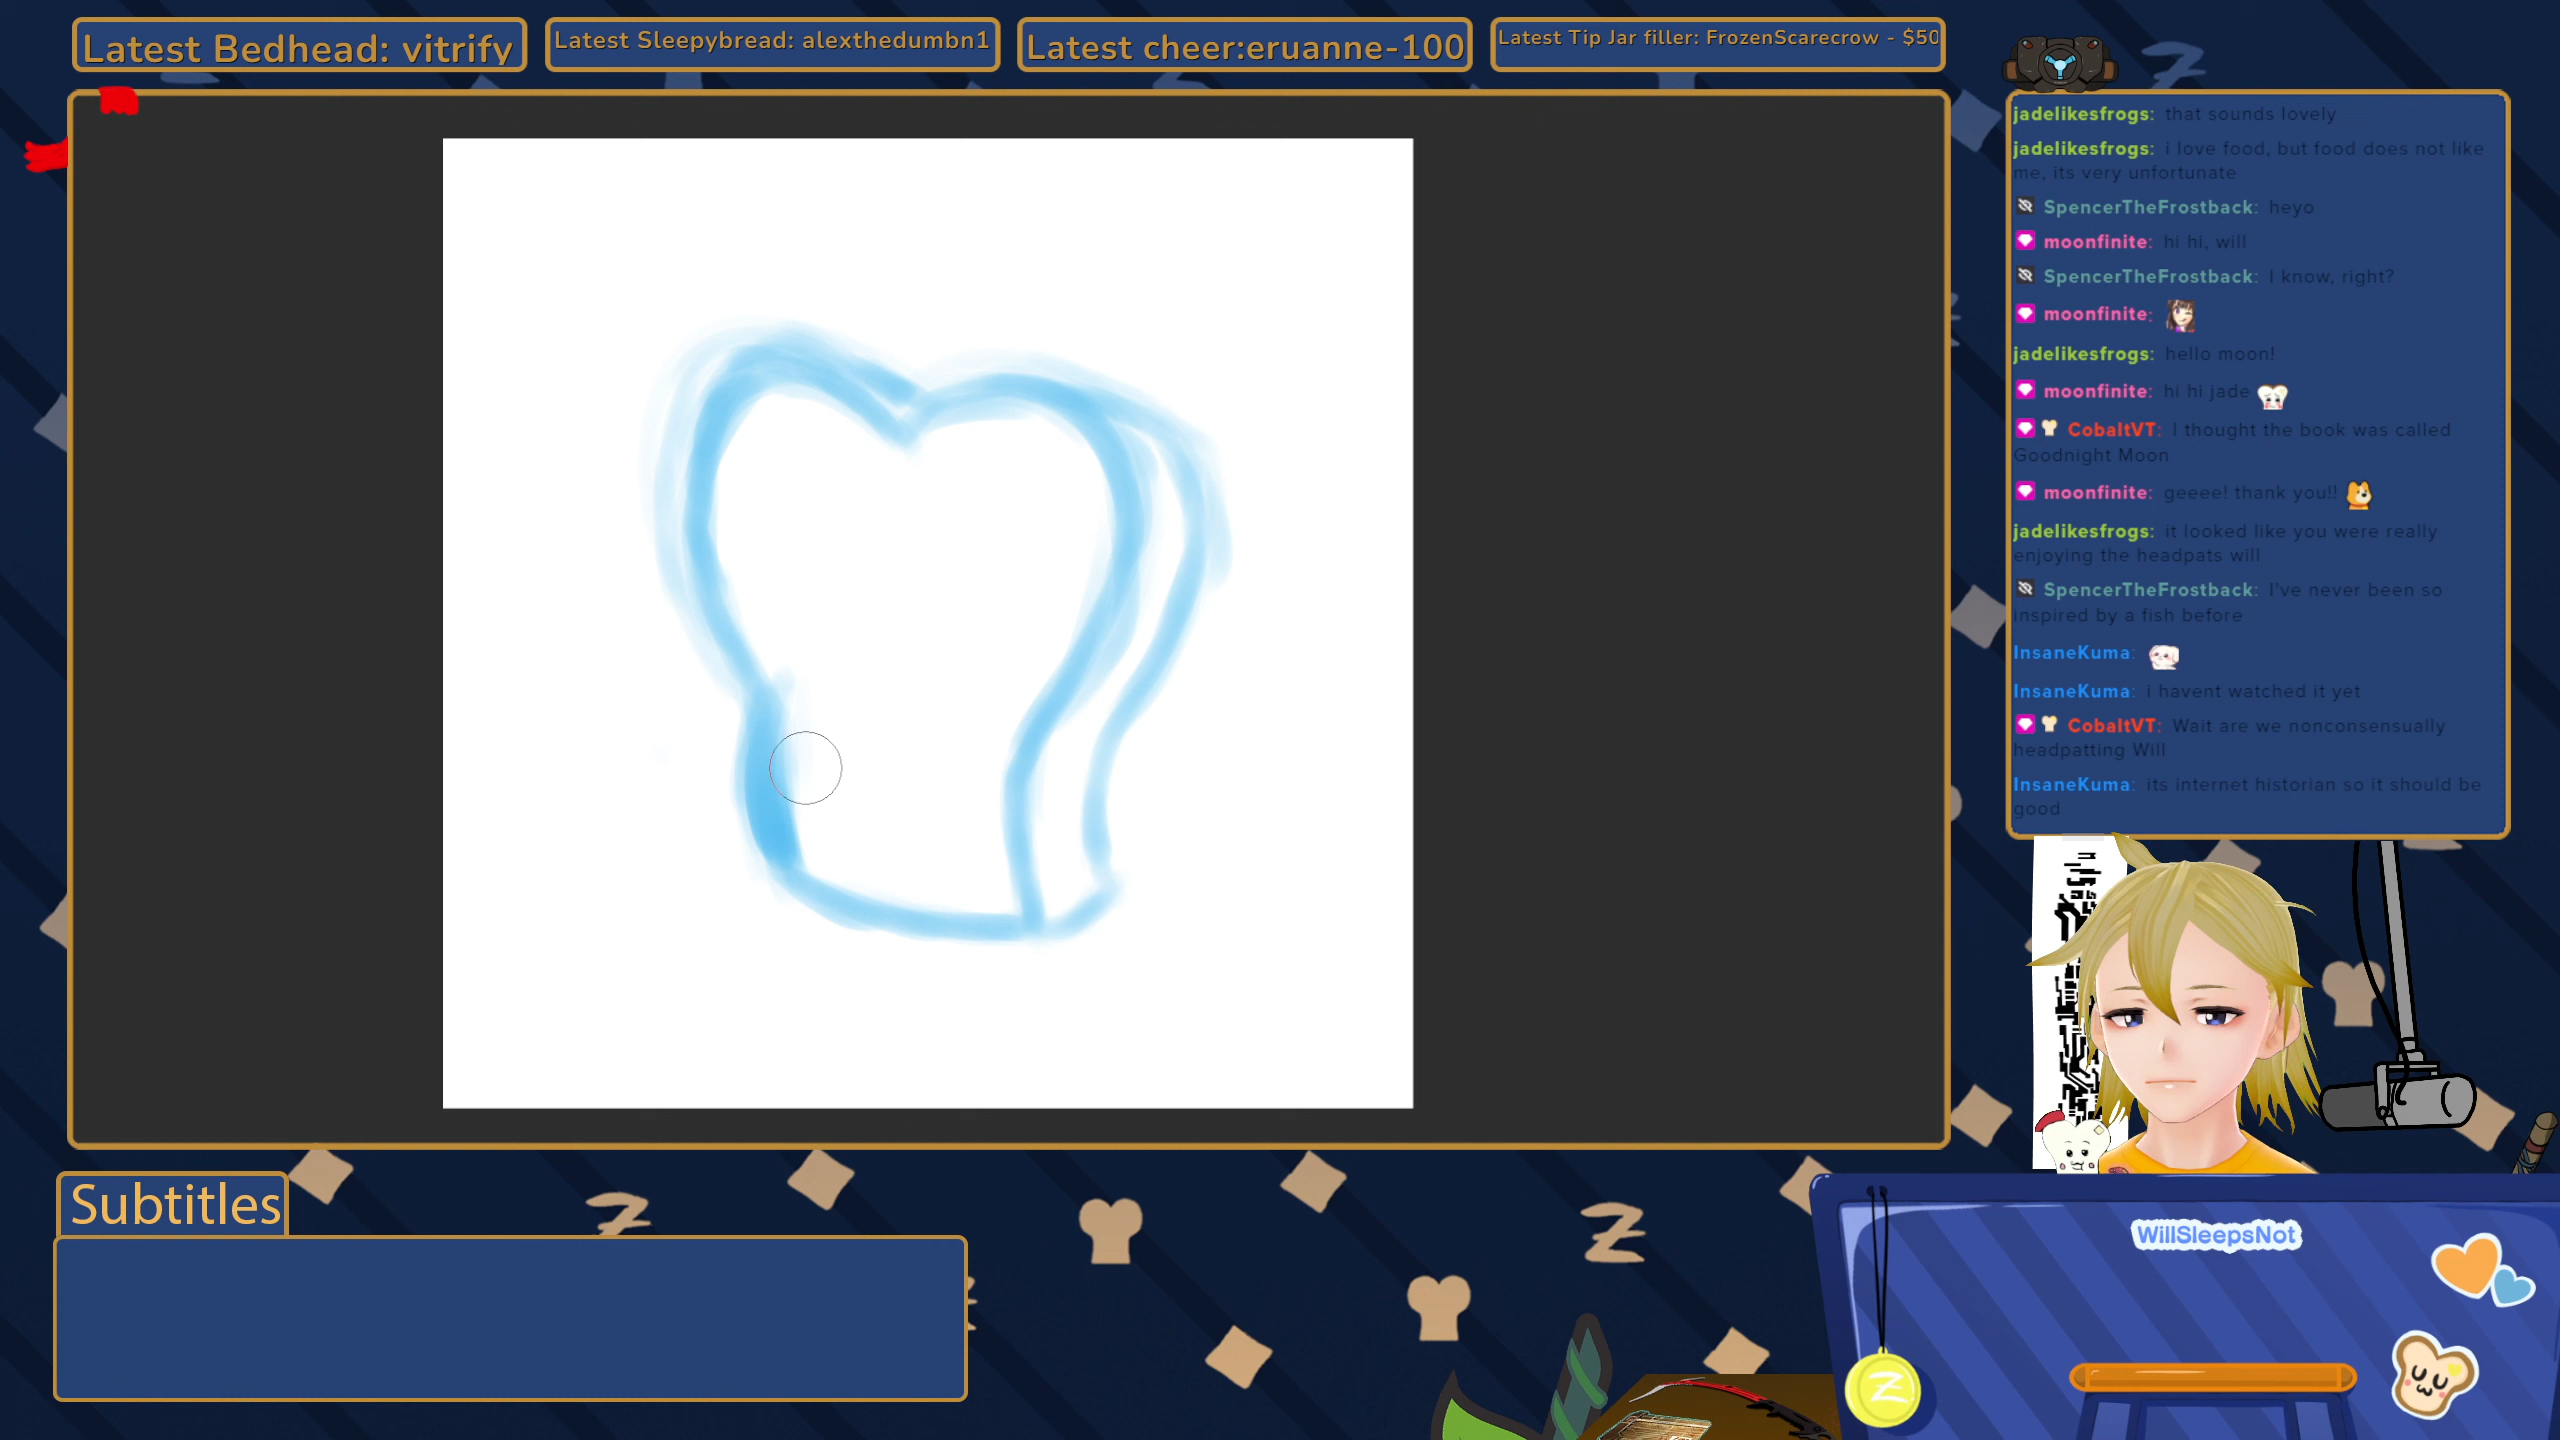 Latest Bedhead: vitrify
Latest Sleepybread: alexthedumbn1
Latest cheer:eruanne-100
Latest Tip Jar filler: FrozenScarecrow - $50
jadelikesfrogs: that sounds lovely
jadelikesfrogs: i love food, but food does not like
me, its very unfortunate
SpencerTheFrostback: heyo
moonfinite: hi hi, will
SpencerTheFrostback: I know, right?
moonfinite:
jadelikesfrogs: hello moon!
moonfinite: hi hi jade
CobaltVT: I thought the book was called
Goodnight Moon
moonfinite: geeee! thank you!!
jadelikesfrogs: it looked like you were really
enjoying the headpats will
SpencerTheFrostback: I've never been so
inspired by a fish before
InsaneKuma:
InsaneKuma: i havent watched it yet
CobaltVT: Wait are we nonconsensually
headpatting Will
InsaneKuma: its internet historian so it should be
good
Subtitles
WillSleepsNot
Z